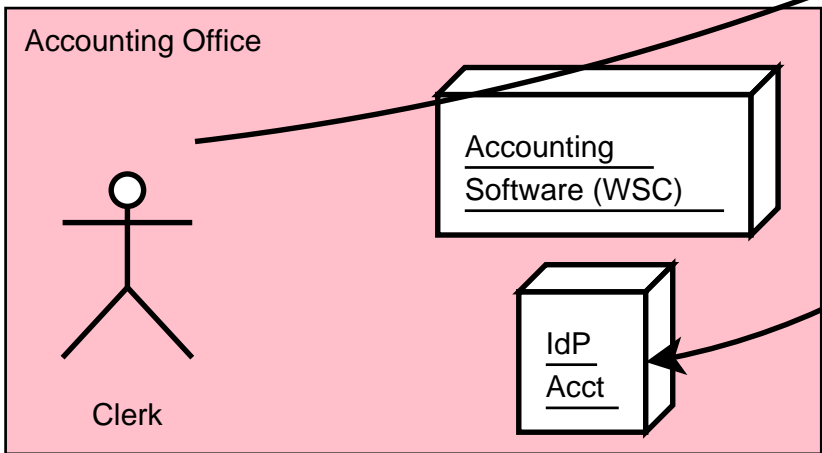 Accounting Office
Accounting
Software (WSC)
IdP
Acct
Clerk